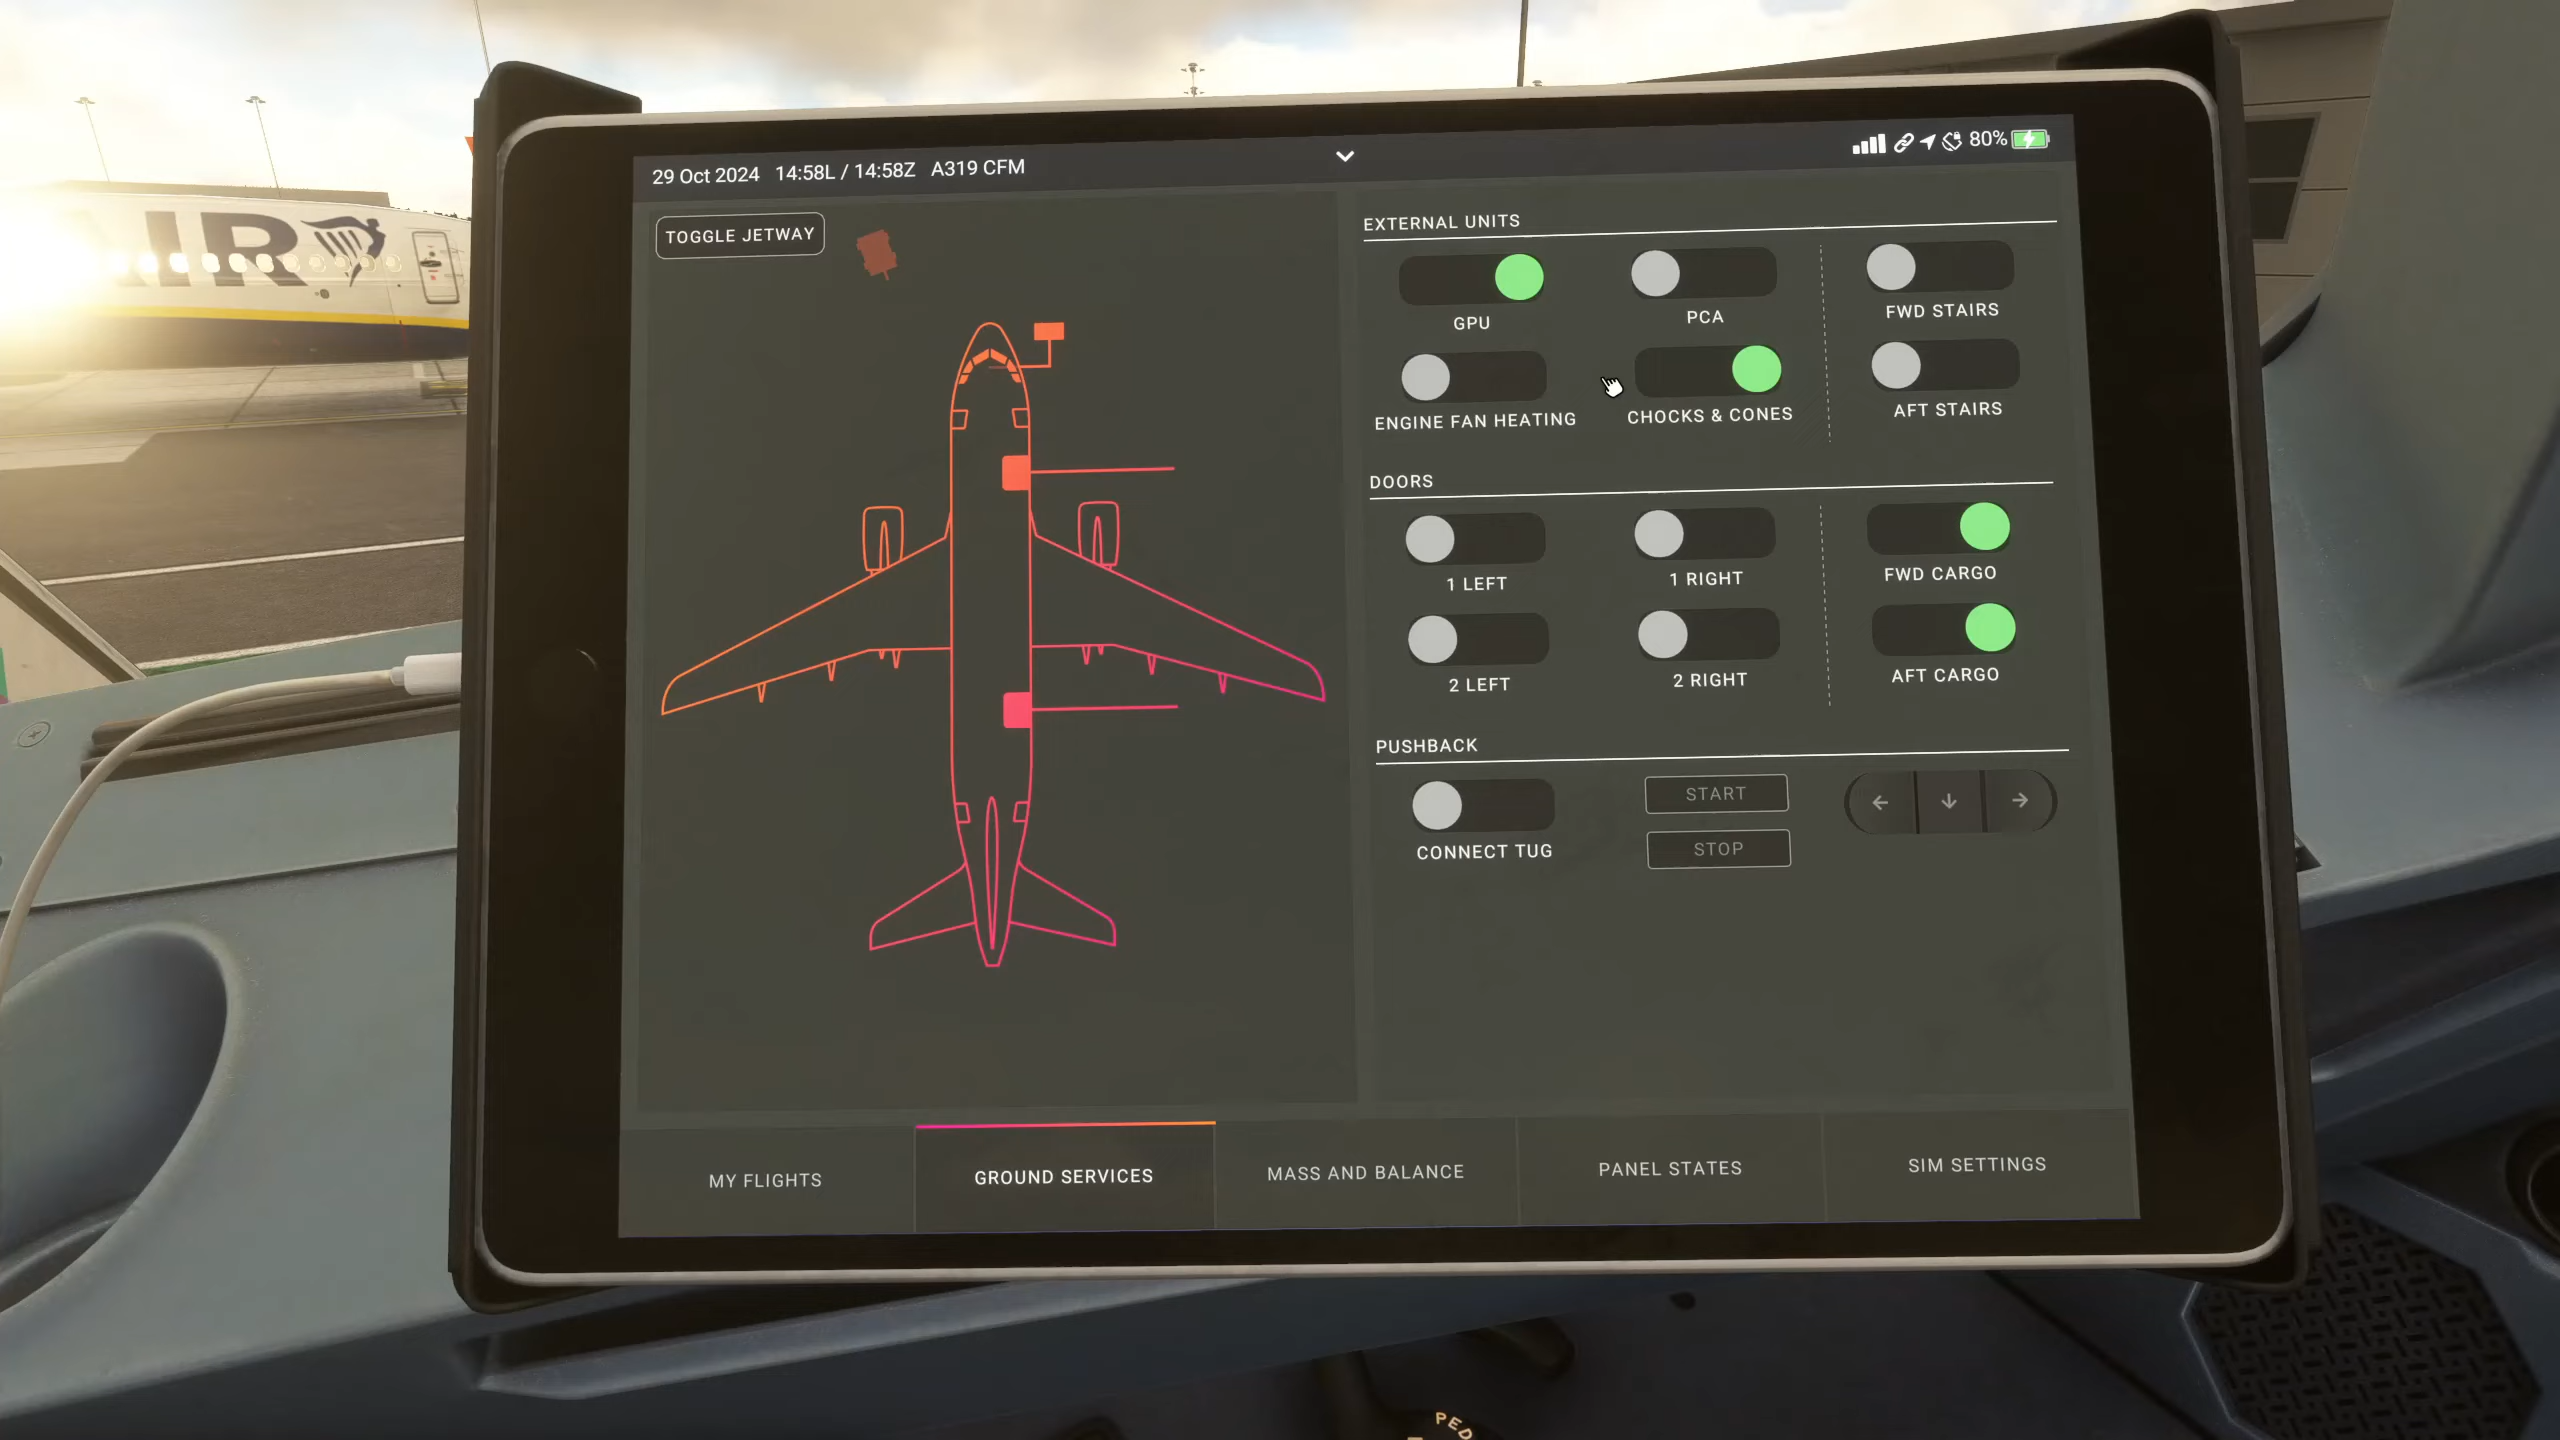 AIR
29 Oct 2024 14:58L / 14:58Z A319 CFM
80%
TOGGLE JETWAY
EXTERNAL UNITS
GPU
PCA
FWD STAIRS
ENGINE FAN HEATING
CHOCKS & CONES
AFT STAIRS
DOORS
1 LEFT
1 RIGHT
FWD CARGO
2 LEFT
2 RIGHT
AFT CARGO
PUSHBACK
CONNECT TUG
START
STOP
MY FLIGHTS
GROUND SERVICES
MASS AND BALANCE
PANEL STATES
SIM SETTINGS
PED